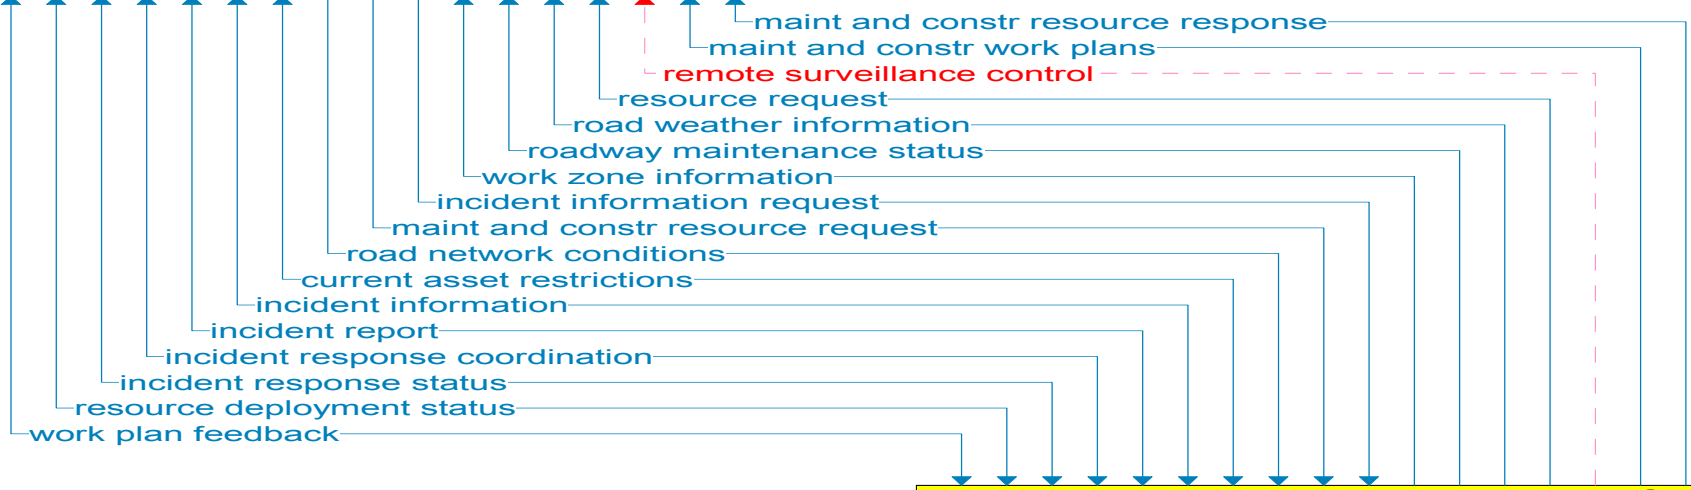 maint and constr resource response
maint and constr work plans
remote surveillance control
resource request
road weather information
roadway maintenance status
work zone information
incident information request
maint and constr resource request
road network conditions
current asset restrictions
incident information
incident report
incident response coordination
incident response status
resource deployment status
work plan feedback